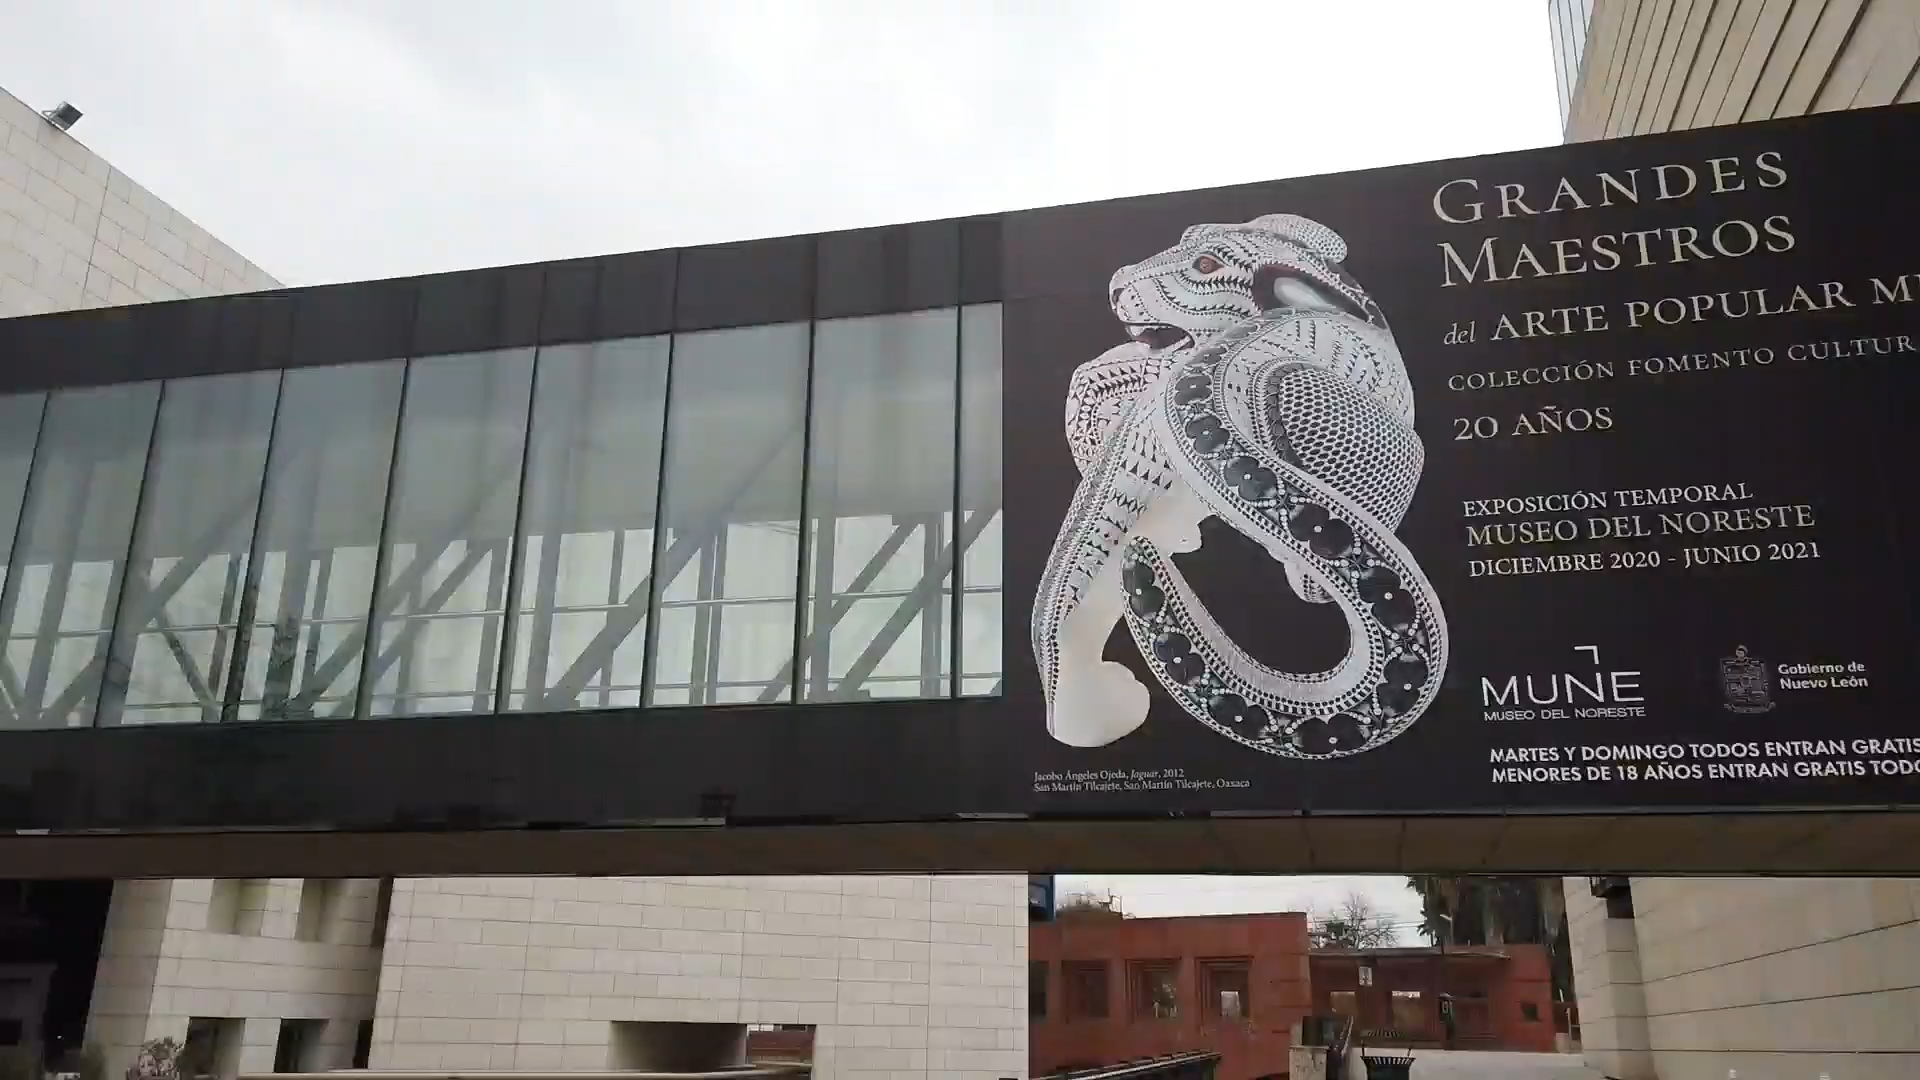 GRANDES
MAESTROS
del ARTE POPULAR
COLECCIÓN FOMENTO
20 AÑOS
EXPOSICIÓN TEMPORAL
MUSEO DEL NORESTE
DICIEMBRE 2020 - JUNIO 2021
MUNE
MUSEO DEL NORESTE
Gobierno de
Nuevo León
MARTES Y DOMINGO TODOS ENTRAN GRATIS
MENORES DE 18 AÑOS ENTRAN GRATIS
Jacobo Ángeles Ojeda, Jaguar, 2012
San Martín Tilcajete, San Martín Tilcajete, Oaxaca